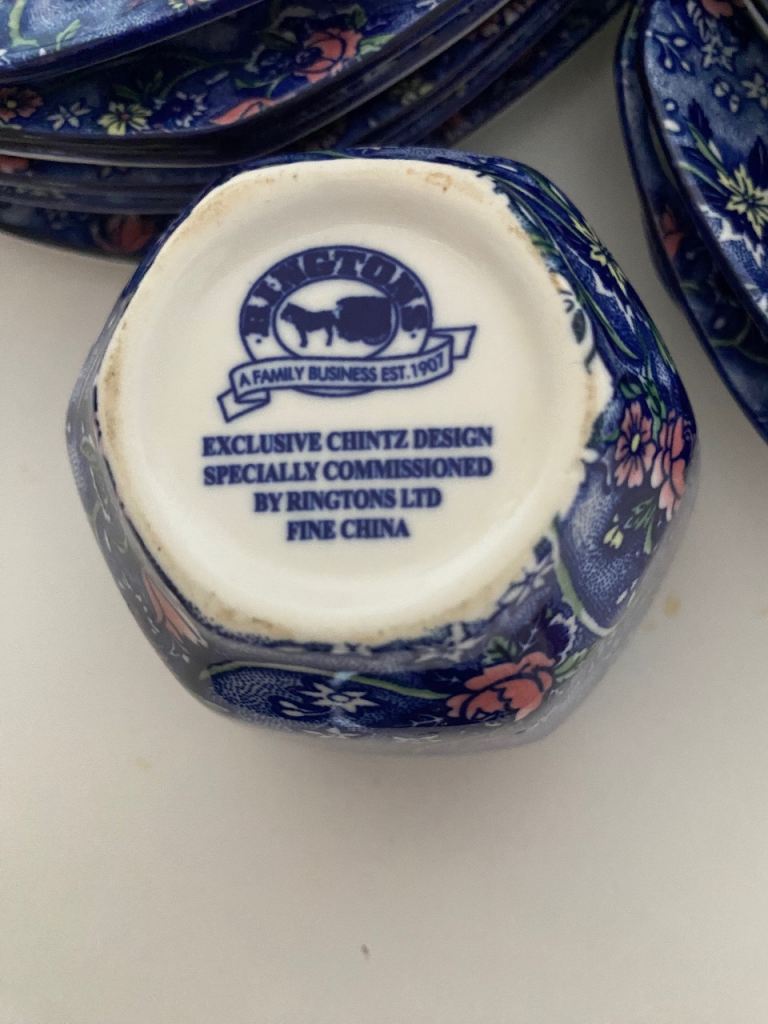 RINGTONS
A FAMILY BUSINESS EST. 1907
EXCLUSIVE CHINTZ DESIGN
SPECIALLY COMMISSIONED
BY RINGTONS LTD
FINE CHINA